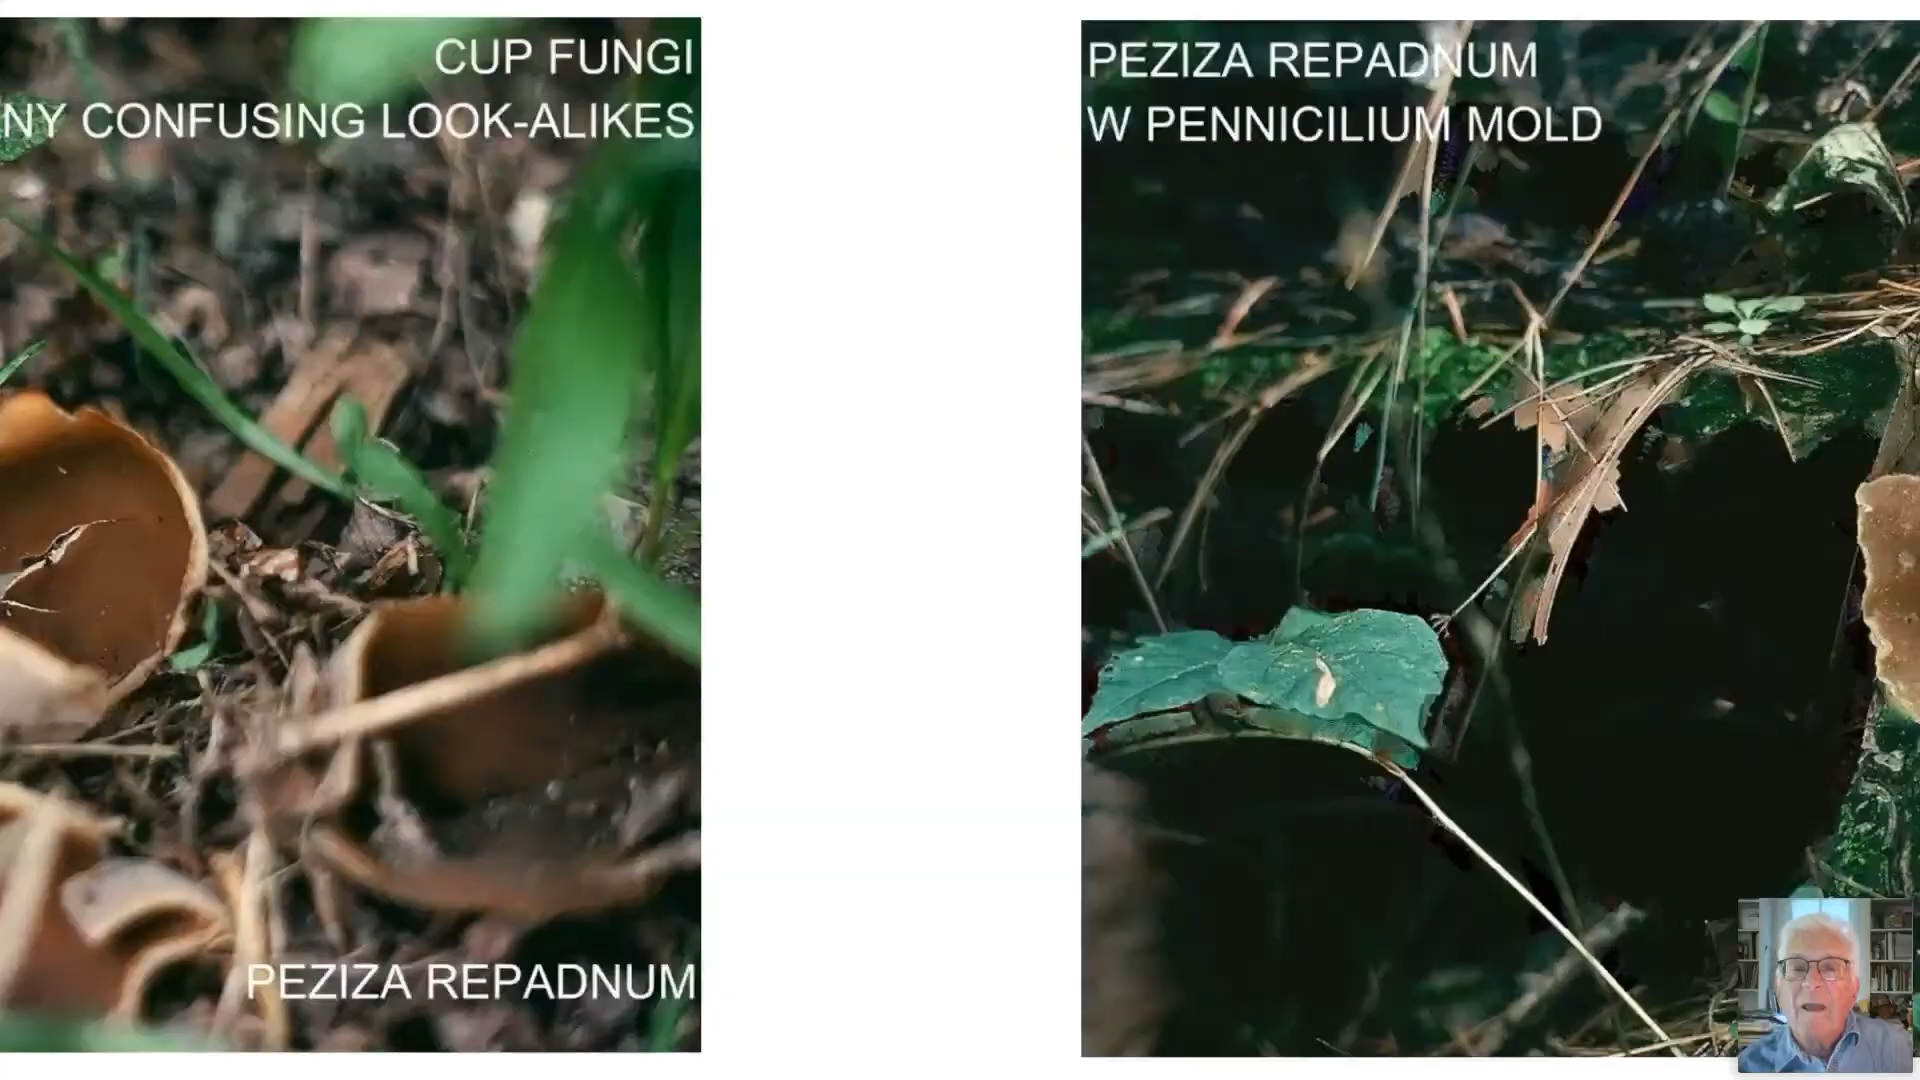 CUP FUNGI
NY CONFUSING LOOK-ALIKES
PEZIZA REPADNUM
PEZIZA REPADNUM
W PENNICILIUM MOLD